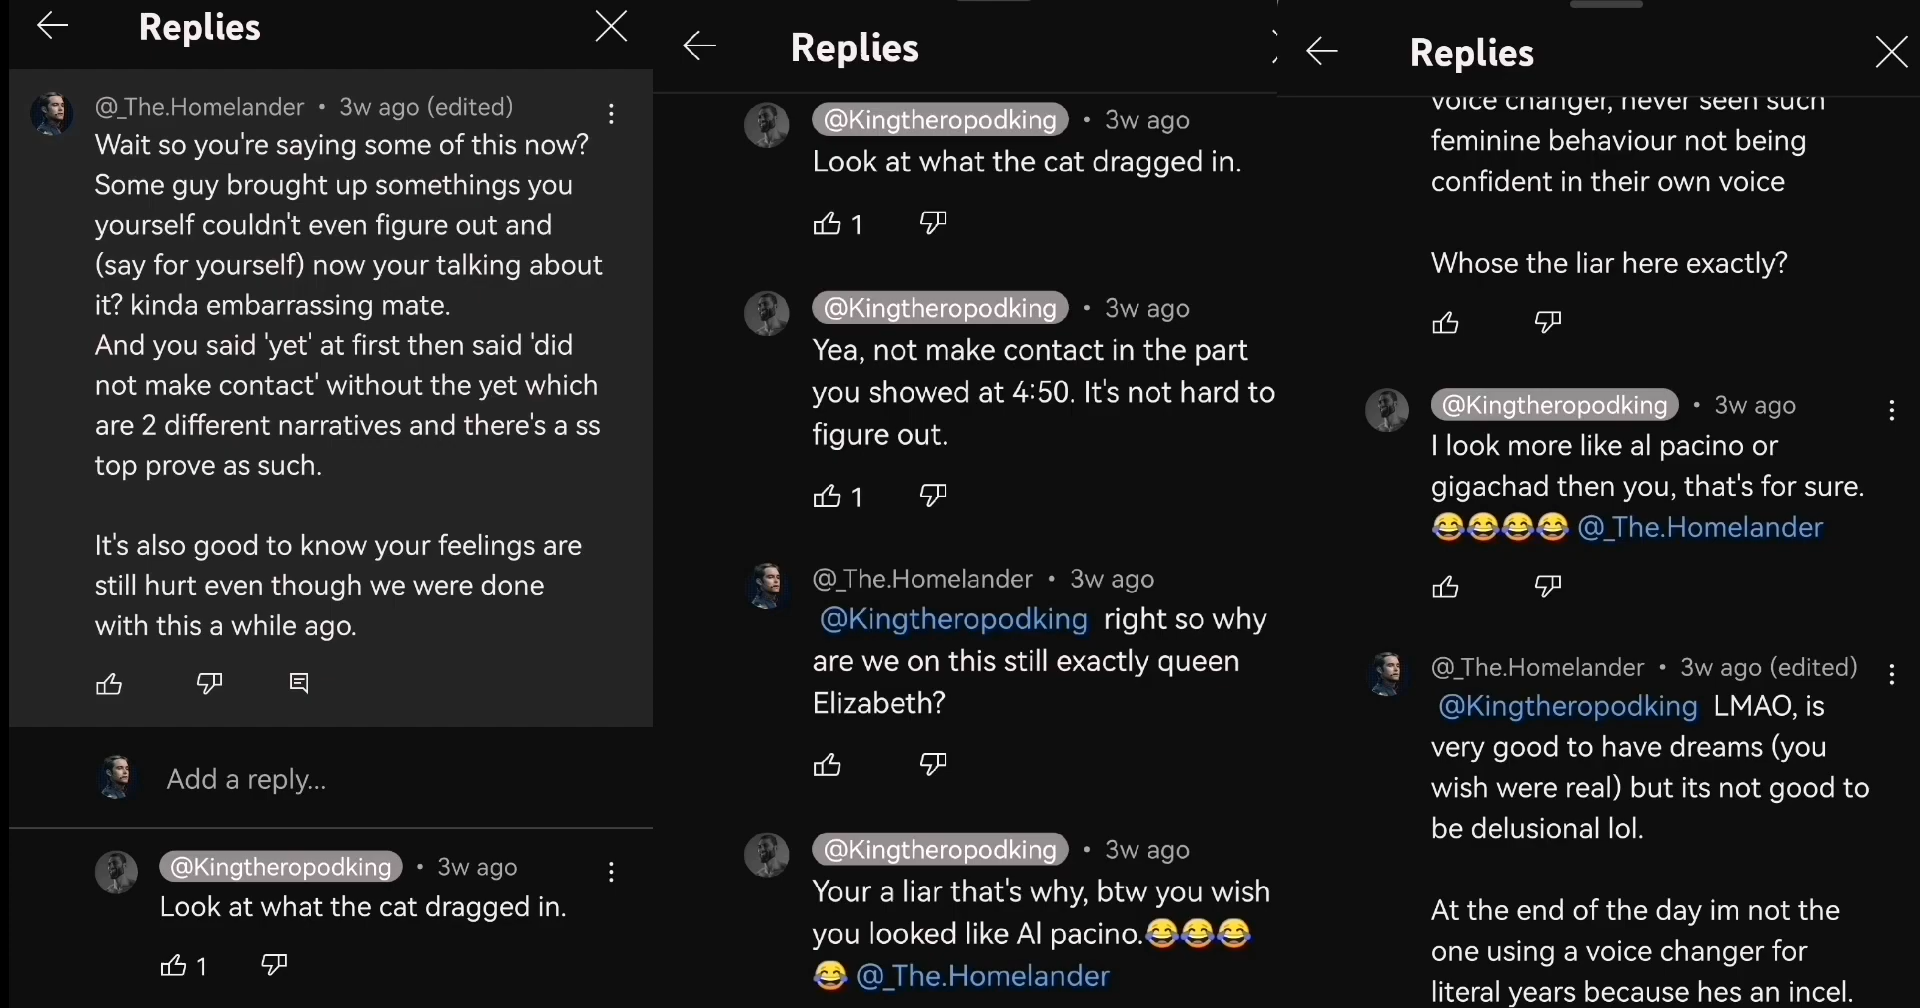 Replies
@_The.Homelander • 3w ago (edited)
Wait so you're saying some of this now?
Some guy brought up somethings you
yourself couldn't even figure out and
(say for yourself) now your talking about
it? kinda embarrassing mate.
And you said 'yet' at first then said 'did
not make contact' without the yet which
are 2 different narratives and there's a ss
top prove as such.
It's also good to know your feelings are
still hurt even though we were done
with this a while ago.
Add a reply...
@Kingtheropodking • 3w ago
Look at what the cat dragged in.
1
Replies
@Kingtheropodking • 3w ago
Look at what the cat dragged in.
1
@Kingtheropodking • 3w ago
Yea, not make contact in the part
you showed at 4:50. It's not hard to
figure out.
1
@_The.Homelander • 3w ago
@Kingtheropodking right so why
are we on this still exactly queen
Elizabeth?
@Kingtheropodking • 3w ago
Your a liar that's why, btw you wish
you looked like Al pacino.😂😂😂
😂 @_The.Homelander
Replies
voice changer, never seen such
feminine behaviour not being
confident in their own voice
Whose the liar here exactly?
@Kingtheropodking • 3w ago
I look more like al pacino or
gigachad then you, that's for sure.
😂😂😂😂 @_The.Homelander
@_The.Homelander • 3w ago (edited)
@Kingtheropodking LMAO, is
very good to have dreams (you
wish were real) but its not good to
be delusional lol.
At the end of the day im not the
one using a voice changer for
literal years because hes an incel.